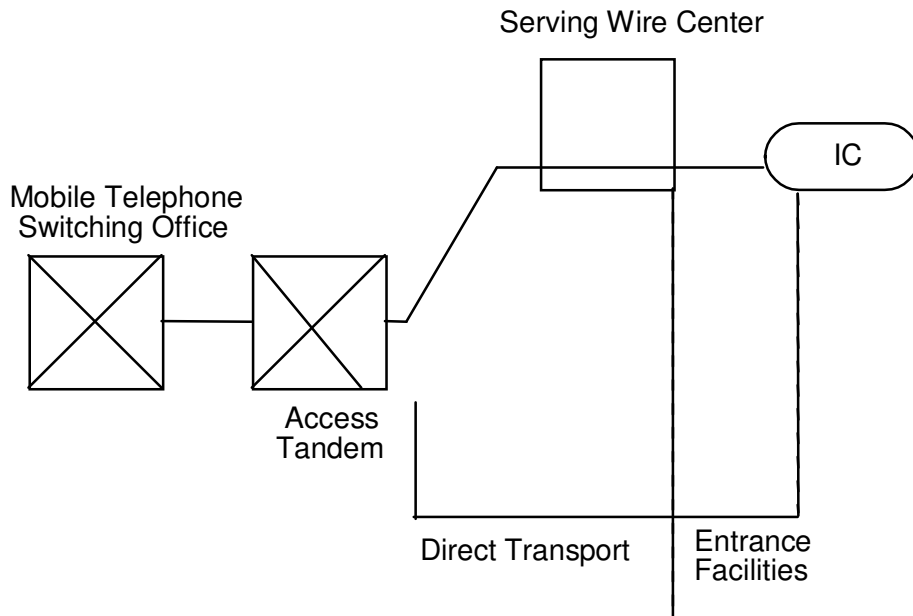 Serving Wire Center
IC
Mobile Telephone
Switching Office
Access
Tandem
Direct Transport
Entrance
Facilities